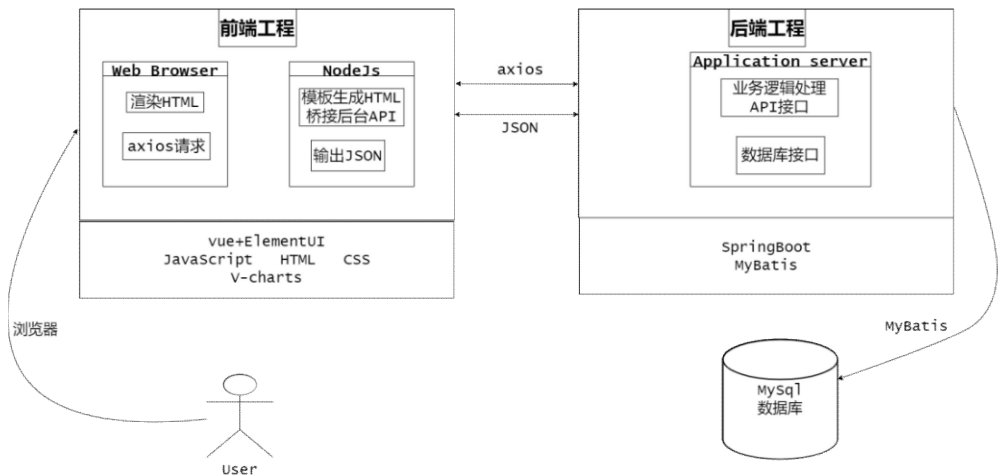 前端工程
Web Browser
渲染HTML
axios请求
NodeJs
模板生成HTML
桥接后台API
输出JSON
vue+ElementUI
JavaScript HTML CSS
V-charts
axios
JSON
后端工程
Application server
业务逻辑处理
API接口
数据库接口
SpringBoot
MyBatis
浏览器
User
MyBatis
MySql
数据库